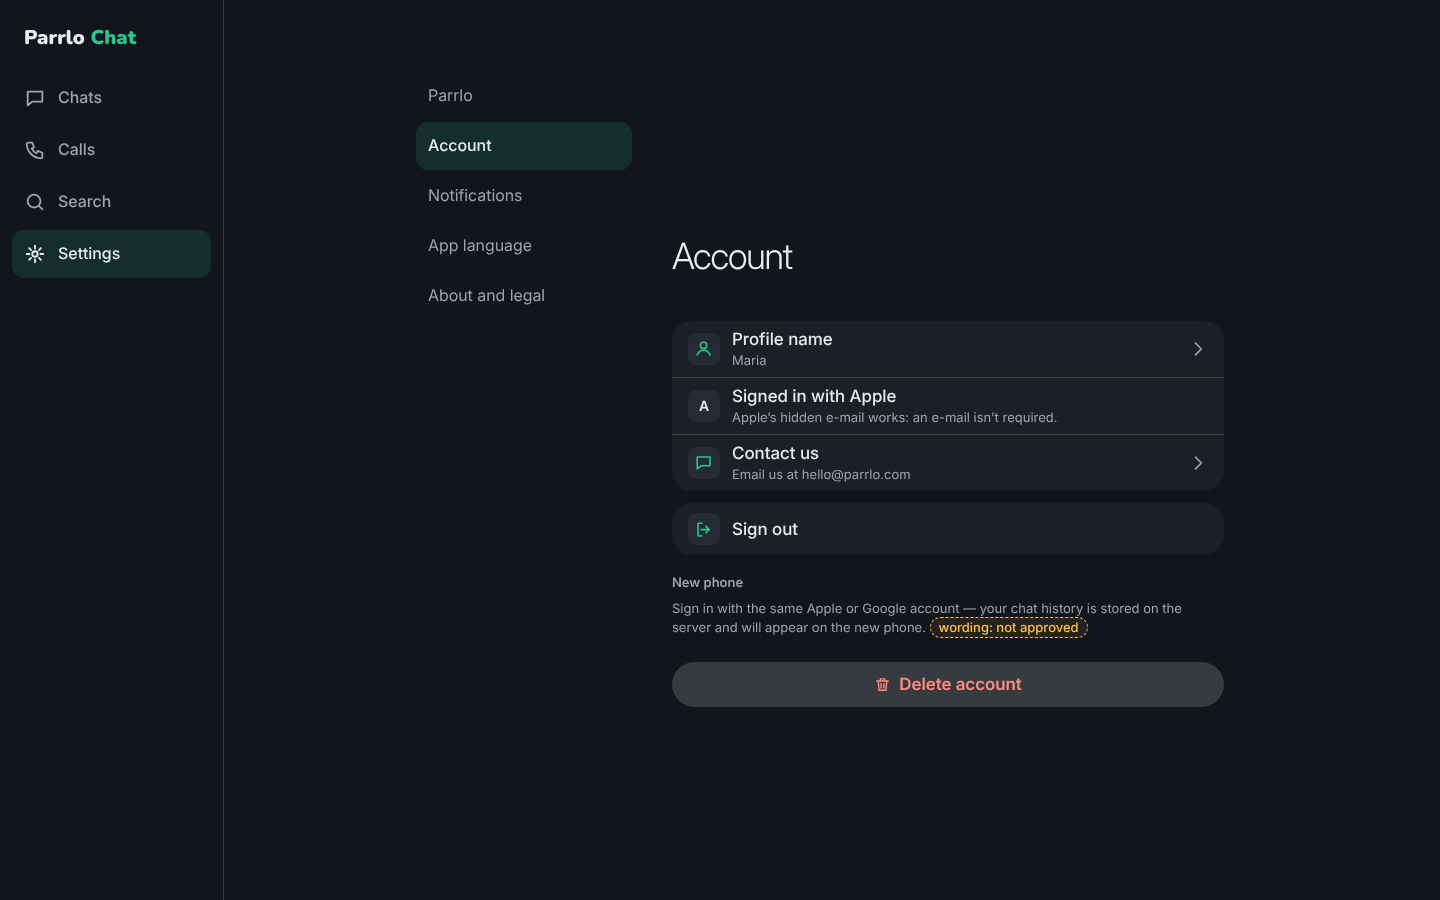 Parrlo Chat
Chats
Calls
Search
Settings
Parrlo
Account
Notifications
App language
About and legal
Account
Profile name
Maria
A
Signed in with Apple
Apple’s hidden e-mail works: an e-mail isn’t required.
Contact us
Email us at hello@parrlo.com
Sign out
New phone
Sign in with the same Apple or Google account — your chat history is stored on the
server and will appear on the new phone. wording: not approved
Delete account